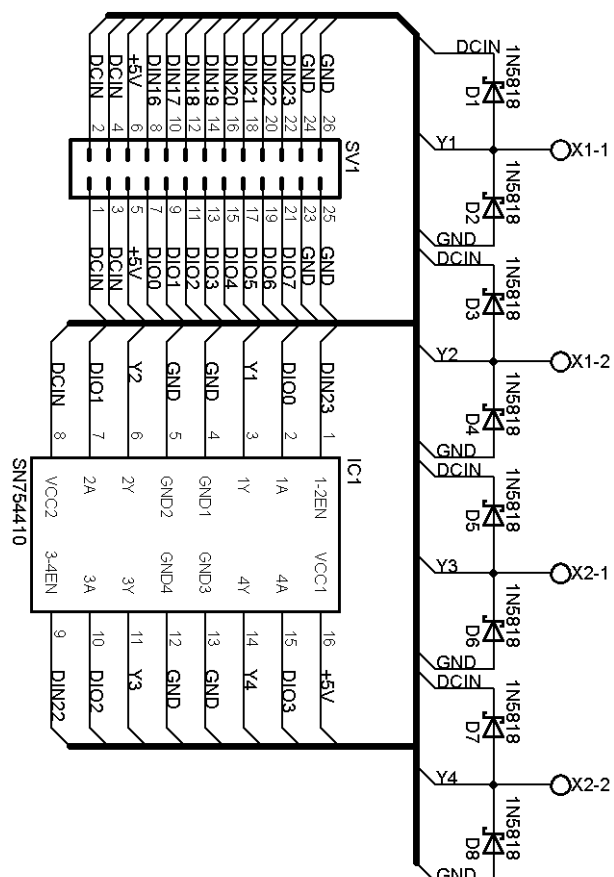 DCIN
DCIN
+5V
DIN16
DIN17
DIN18
DIN19
DIN20
DIN21
DIN22
DIN23
GND
GND
2
4
6
8
10
12
14
16
18
20
22
24
26
SV1
1
3
5
7
9
11
13
15
17
19
21
23
25
DCIN
DCIN
+5V
DIO0
DIO1
DIO2
DIO3
DIO4
DIO5
DIO6
DIO7
GND
GND
DCIN
DIO1
Y2
GND
GND
Y1
DIO0
DIN23
8
7
6
5
4
3
2
1
IC1
VCC2
2A
2Y
GND2
GND1
1Y
1A
1-2EN
3-4EN
3A
3Y
GND4
GND3
4Y
4A
VCC1
SN754410
9
10
11
12
13
14
15
16
DIN22
DIO2
Y3
GND
GND
Y4
DIO3
+5V
DCIN
1N5818
D1
Y1
X1-1
1N5818
D2
GND
DCIN
1N5818
D3
Y2
X1-2
1N5818
D4
GND
DCIN
1N5818
D5
Y3
X2-1
1N5818
D6
GND
DCIN
1N5818
D7
Y4
X2-2
1N5818
D8
GND